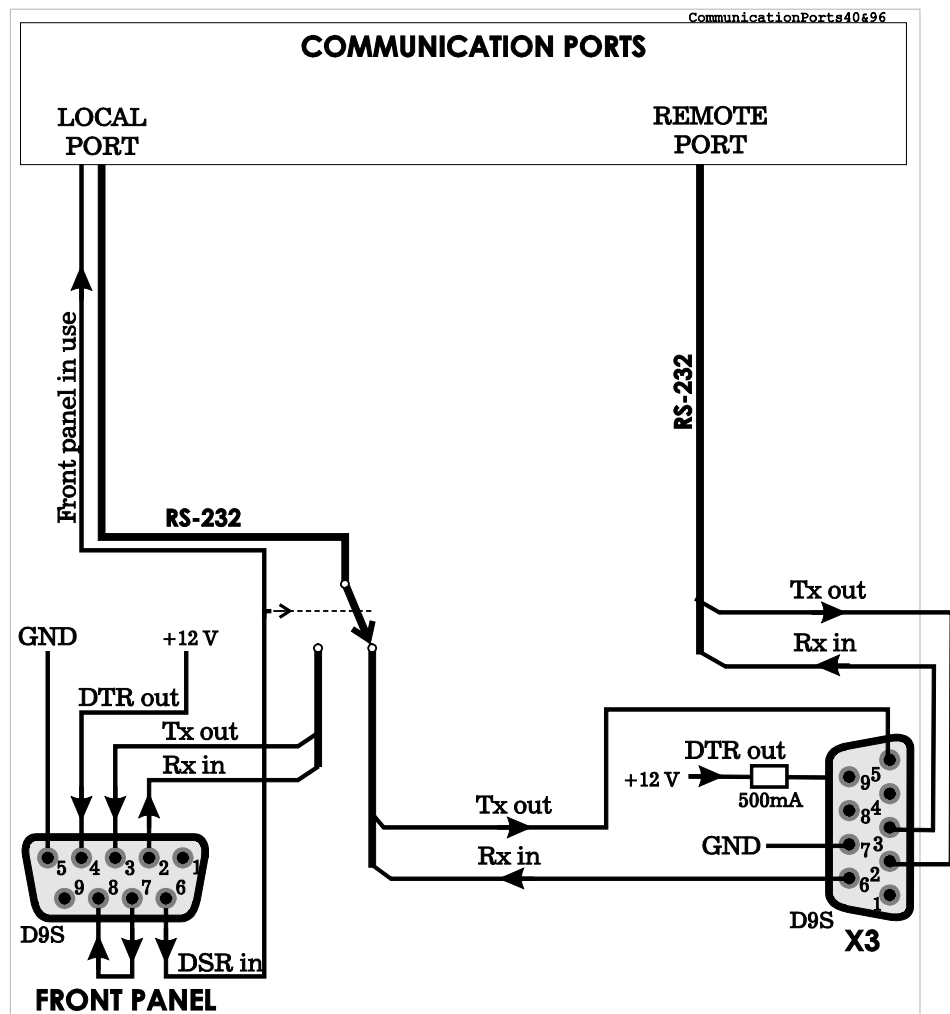 CommunicationPorts40&96
COMMUNICATION PORTS
LOCAL
PORT
REMOTE
PORT
Front panel in use
RS-232
RS-232
Tx out
Rx in
GND
+12 V
DTR out
Tx out
Rx in
DTR out
+12 V
500mA
Tx out
GND
Rx in
9 5
8 4
7 3
6 2
1
5 4 3 2 1
9 8 7 6
D9S
D9S
X3
DSR in
FRONT PANEL